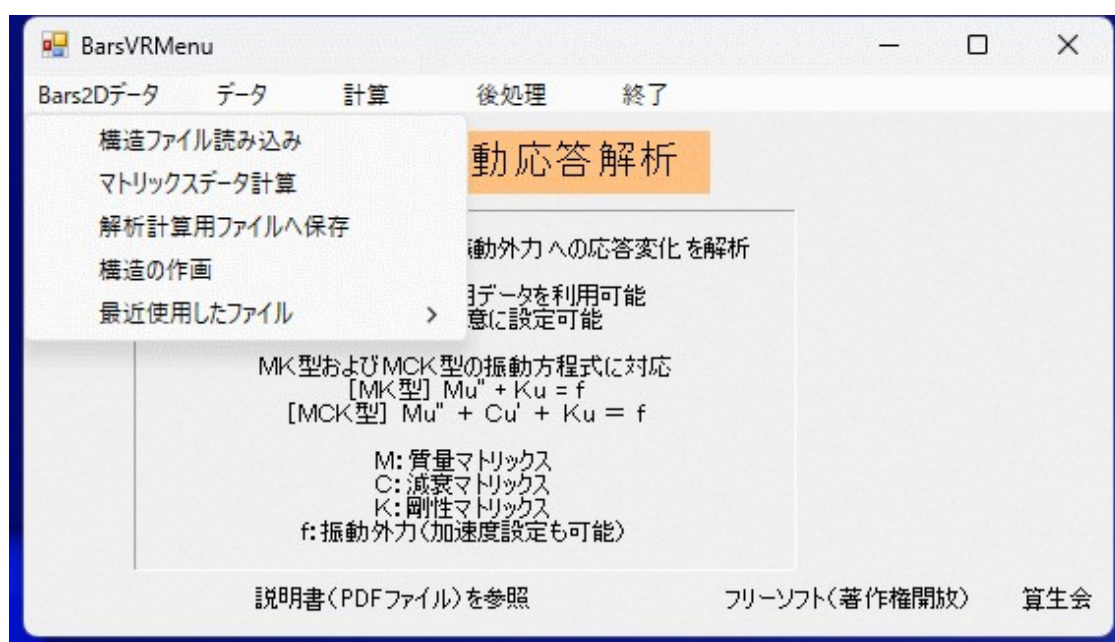 BarsVRMenu
Bars2Dデータ データ 計算 後処理 終了
構造ファイル読み込み
マトリックスデータ計算
解析計算用ファイルへ保存
構造の作画
最近使用したファイル
動応答解析
動外力への応答変化を解析
データを利用可能
意に設定可能
MK型およびMCK型の振動方程式に対応
[MK型] Mu" + Ku = f
[MCK型] Mu" + Cu' + Ku = f
M: 質量マトリックス
C: 減衰マトリックス
K: 剛性マトリックス
f: 振動外力(加速度設定も可能)
説明書(PDFファイル)を参照 フリーソフト(著作権開放) 算生会